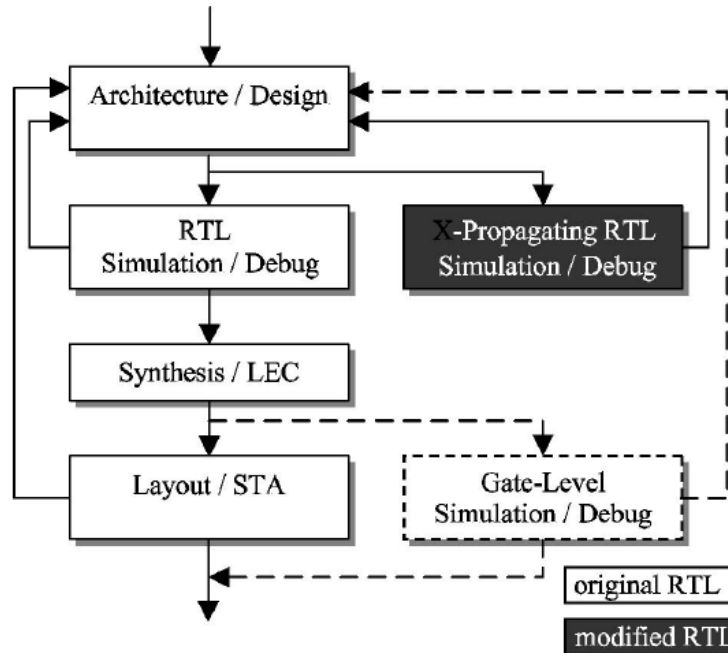 Architecture / Design
RTL
Simulation / Debug
X-Propagating RTL
Simulation / Debug
Synthesis / LEC
Layout / STA
Gate-Level
Simulation / Debug
original RTL
modified RTL